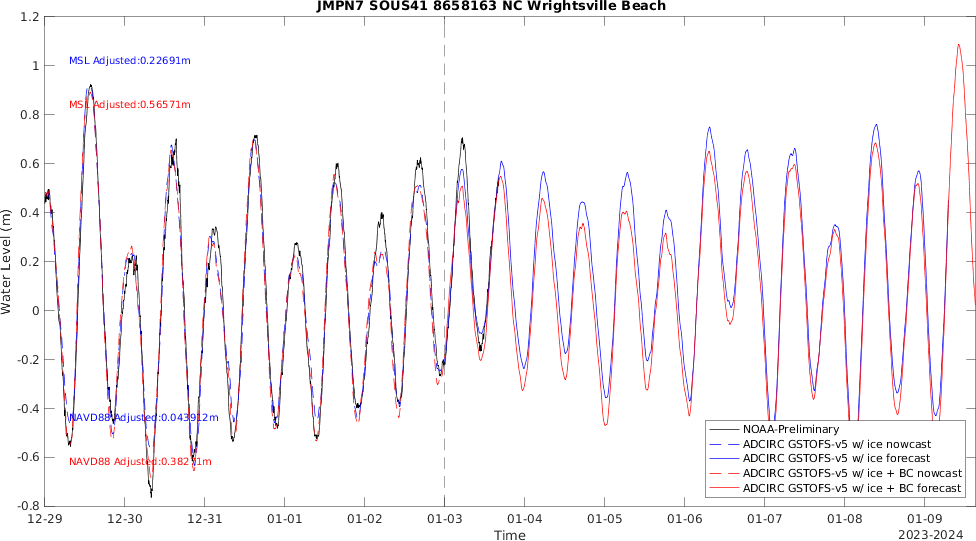 JMPN7 SOUS41 8658163 NC Wrightsville Beach
1.2
1
0.8
0.6
0.4
0.2
0
-0.2
-0.4
-0.6
-0.8
Water Level (m)
MSL Adjusted:0.22691m
MSL Adjusted:0.56571m
NAVD88 Adjusted:0.043912m
NAVD88 Adjusted:0.38271m
NOAA-Preliminary
ADCIRC GSTOFS-v5 w/ ice nowcast
ADCIRC GSTOFS-v5 w/ ice forecast
ADCIRC GSTOFS-v5 w/ ice + BC nowcast
ADCIRC GSTOFS-v5 w/ ice + BC forecast
12-29 12-30 12-31 01-01 01-02 01-03 01-04 01-05 01-06 01-07 01-08 01-09
Time
2023-2024